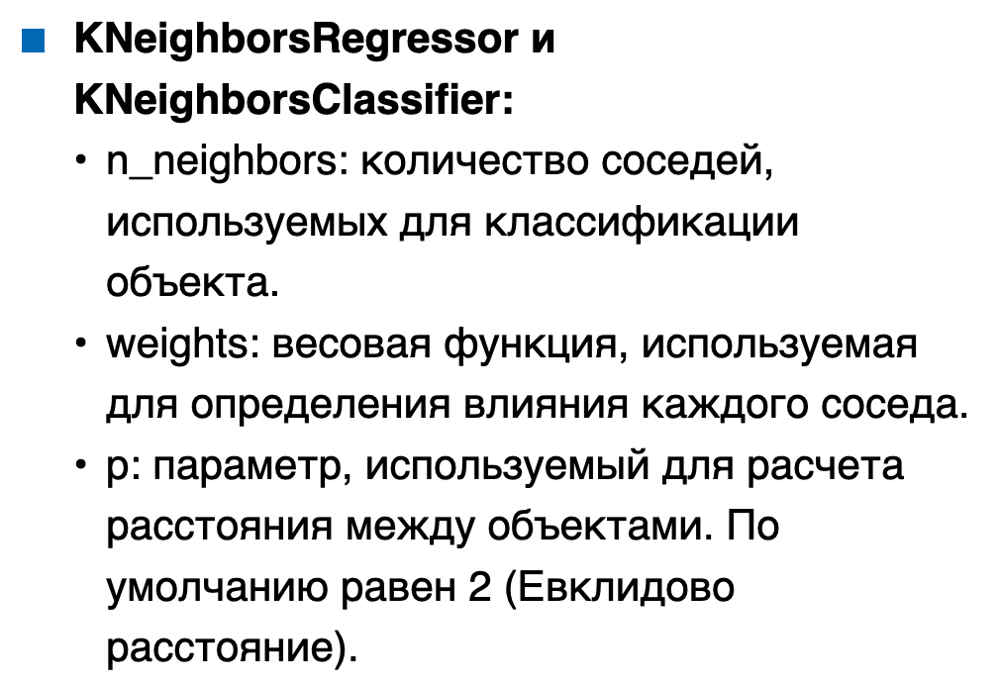 KNeighborsRegressor и
KNeighborsClassifier:
• n_neighbors: количество соседей,
используемых для классификации
объекта.
• weights: весовая функция, используемая
для определения влияния каждого соседа.
• p: параметр, используемый для расчета
расстояния между объектами. По
умолчанию равен 2 (Евклидово
расстояние).